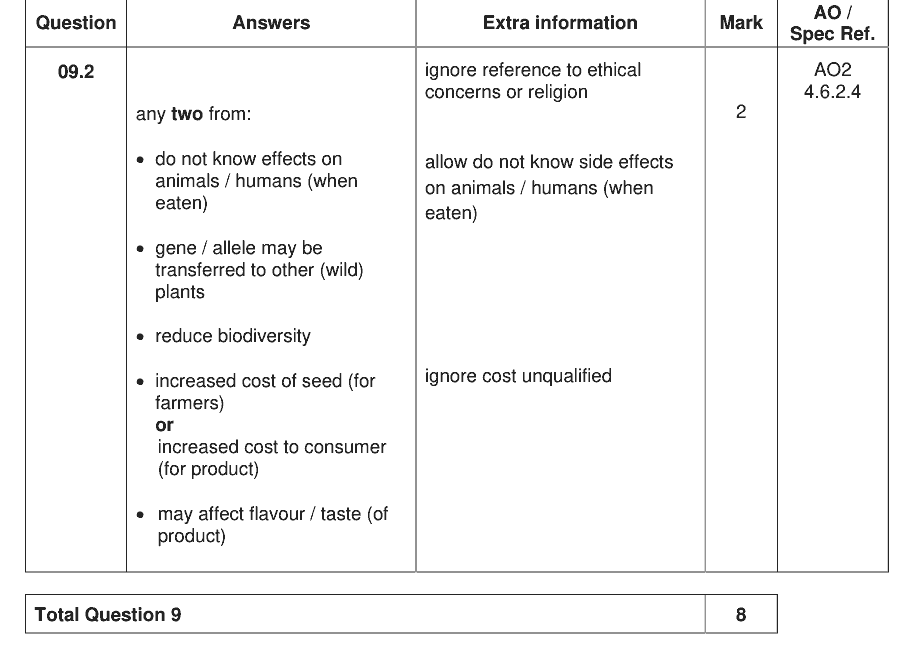 Question
Answers
Extra information
Mark
AO /
Spec Ref.
09.2
any two from:
• do not know effects on
animals / humans (when
eaten)
• gene / allele may be
transferred to other (wild)
plants
• reduce biodiversity
• increased cost of seed (for
farmers)
or
increased cost to consumer
(for product)
• may affect flavour / taste (of
product)
ignore reference to ethical
concerns or religion
allow do not know side effects
on animals / humans (when
eaten)
ignore cost unqualified
2
AO2
4.6.2.4
Total Question 9
8